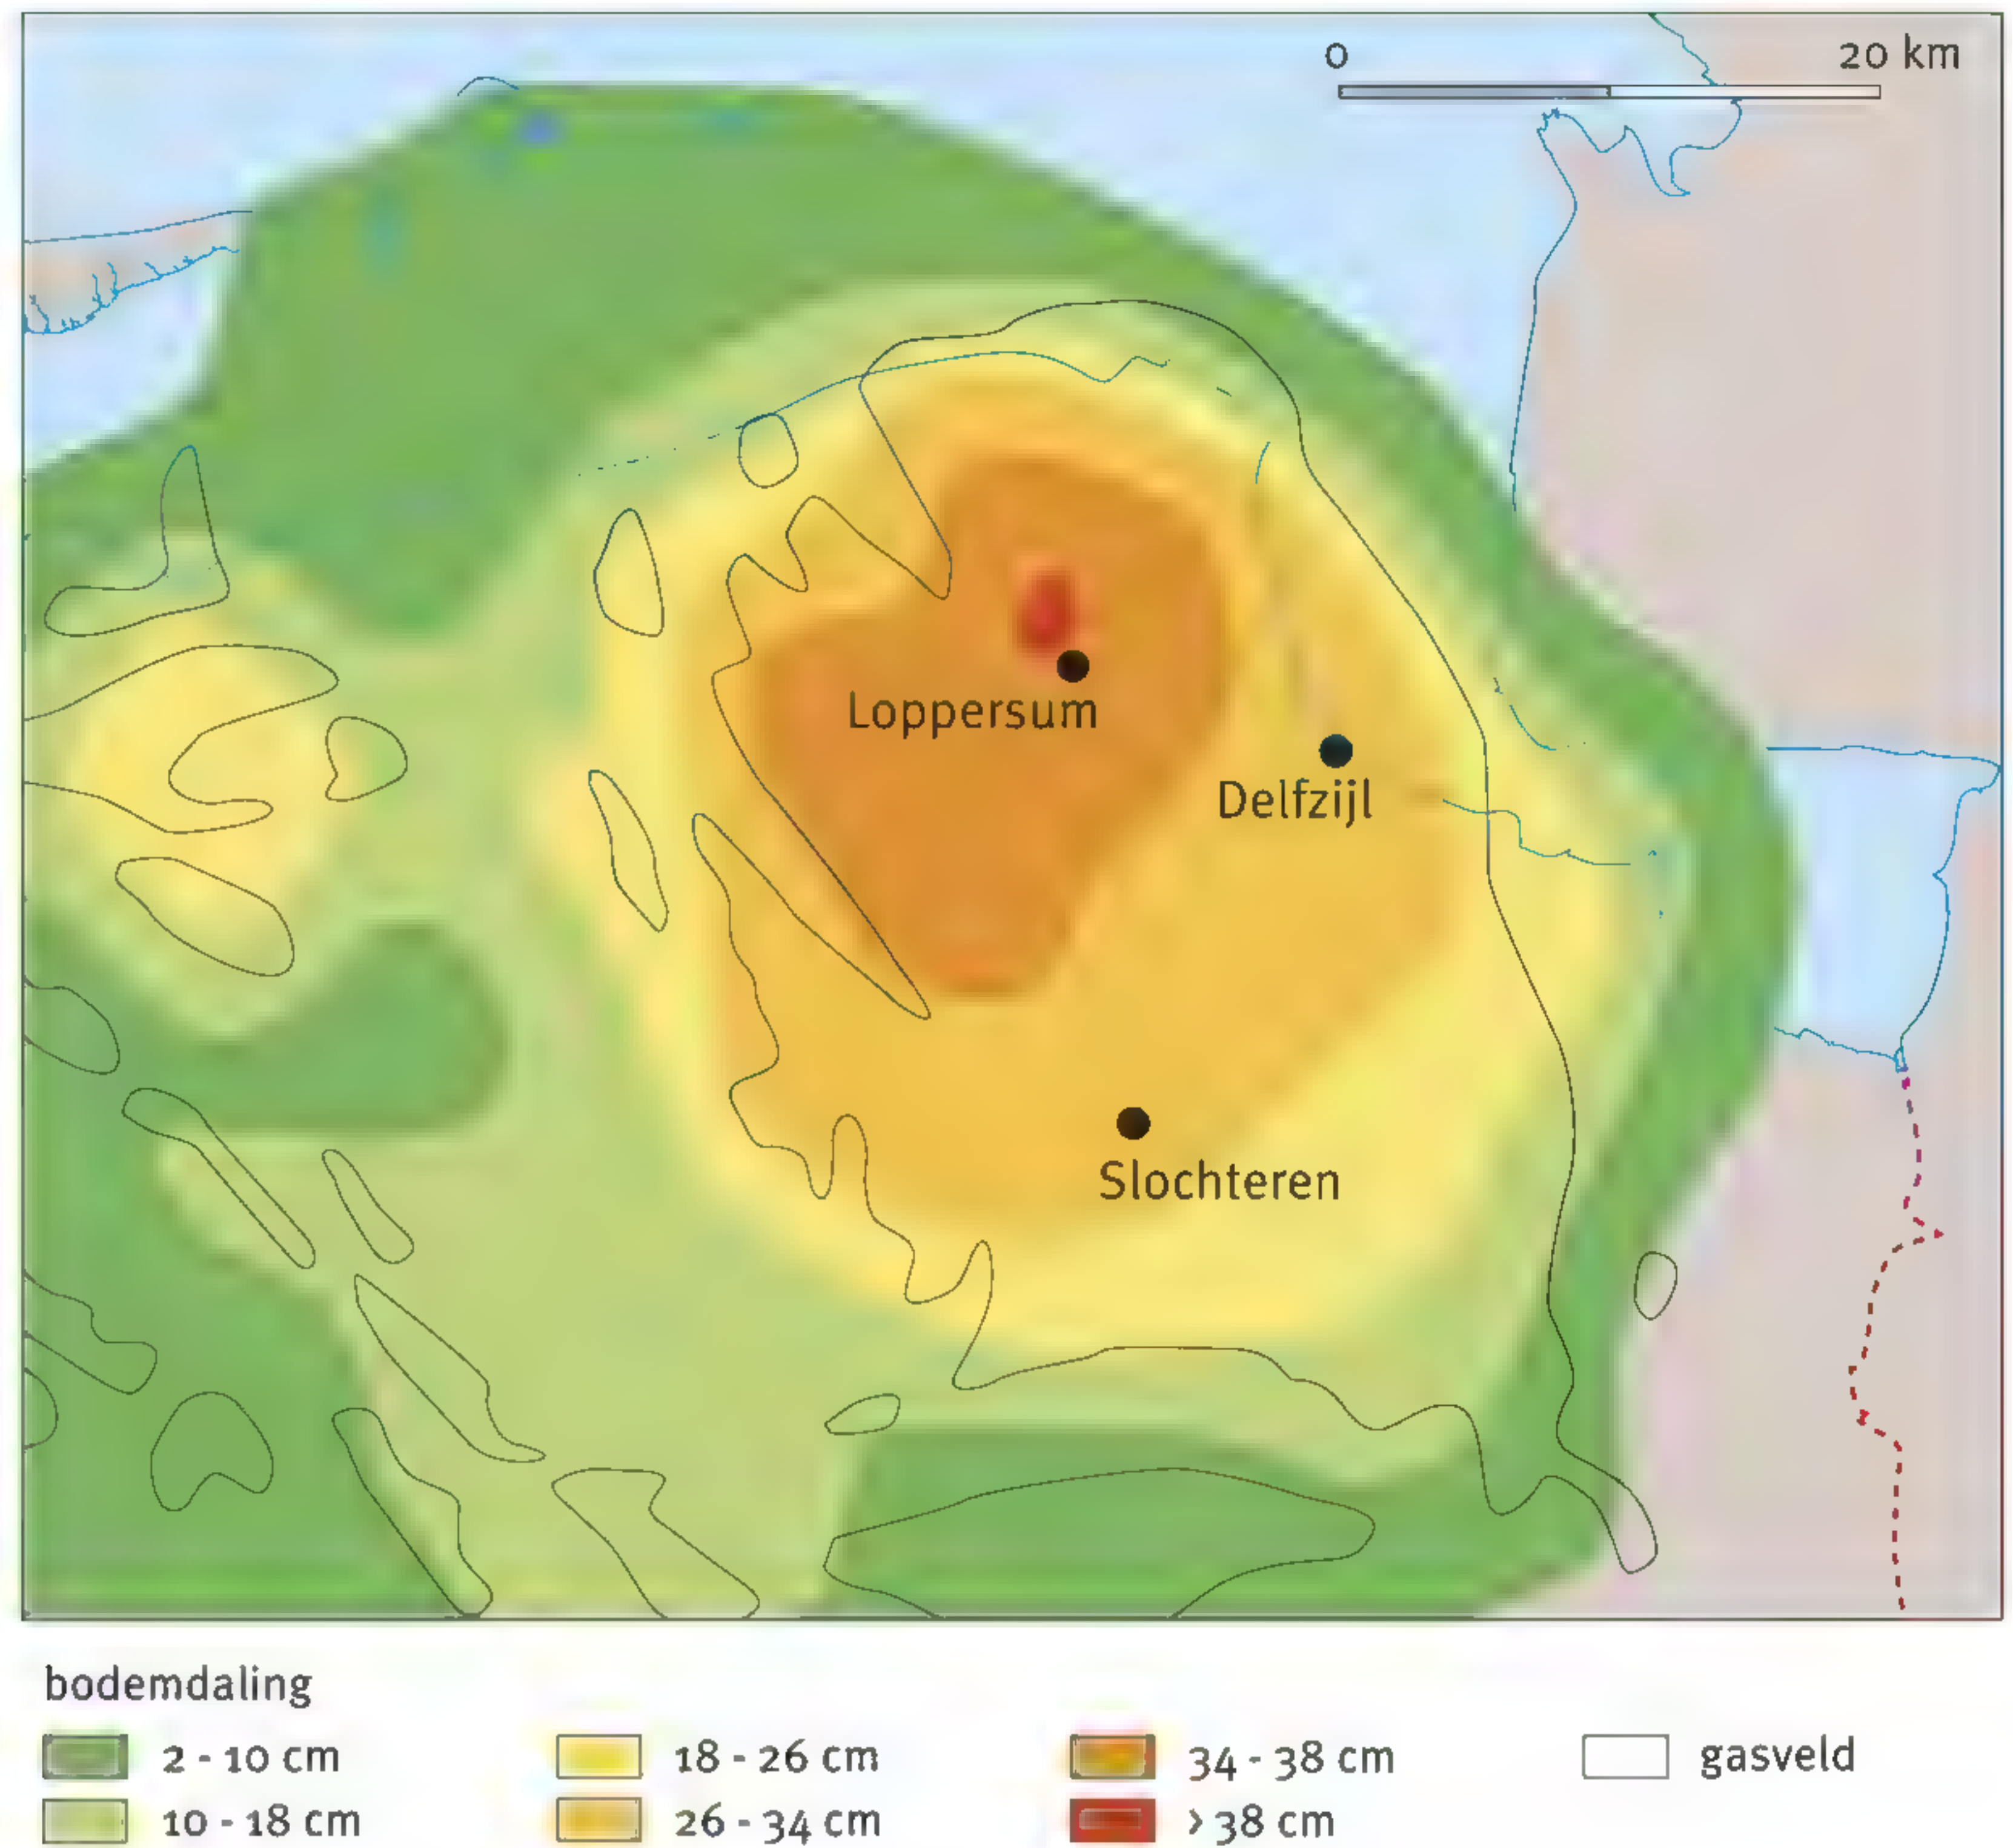 0 20 km
Loppersum
Delfzijl
Slochteren
bodemdaling
2 - 10 cm 18 - 26 cm 34 - 38 cm gasveld
10 - 18 cm 26 - 34 cm > 38 cm